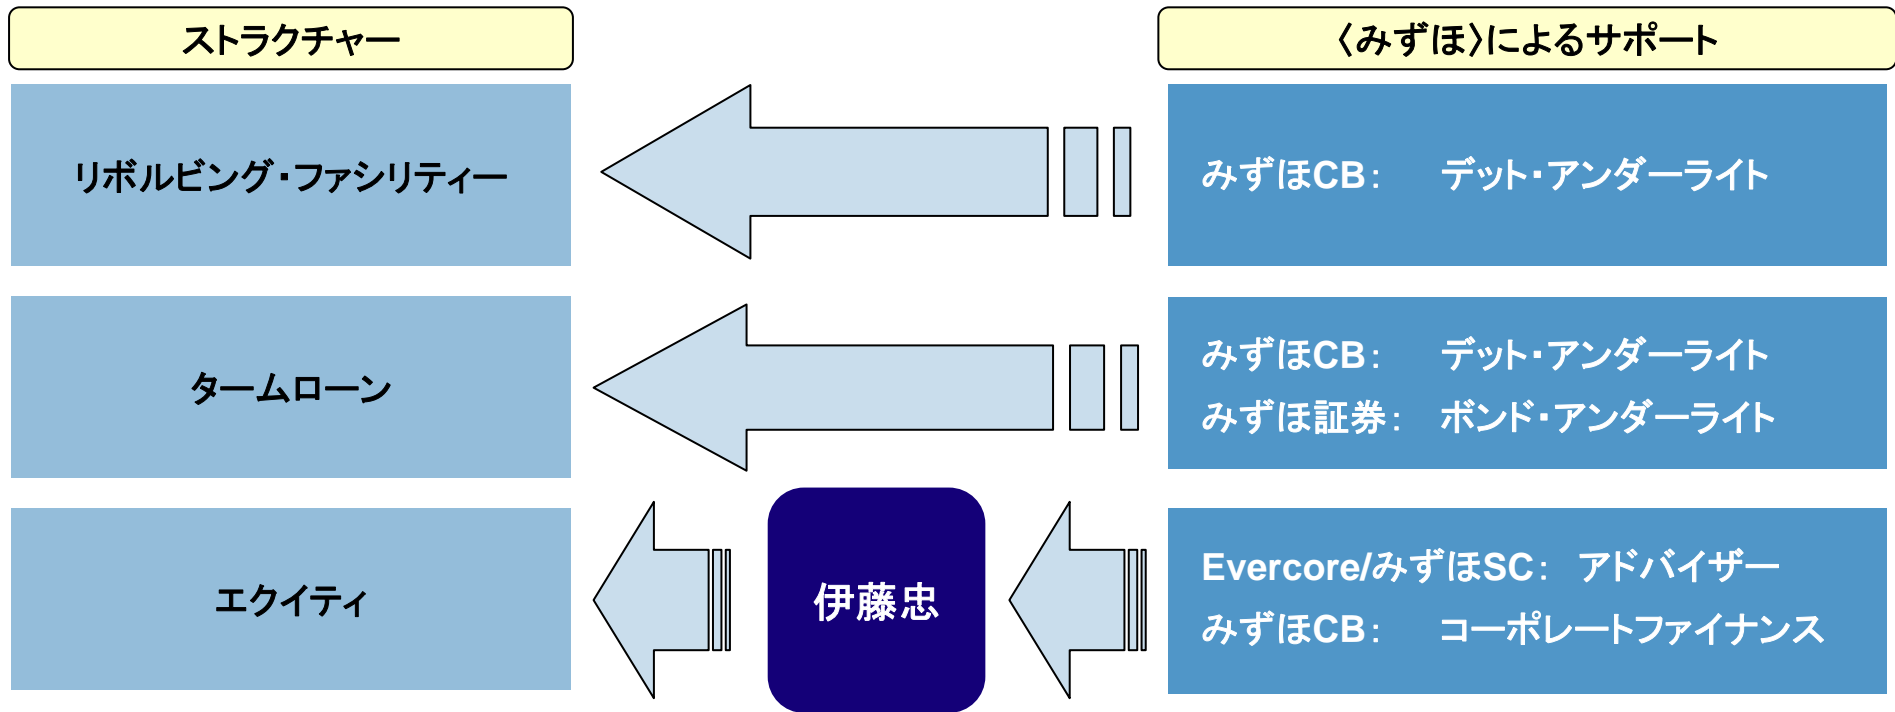 ストラクチャー
〈みずほ〉によるサポート
リボルビング・ファシリティー
みずほCB： デット・アンダーライト
タームローン
みずほCB： デット・アンダーライト
みずほ証券： ボンド・アンダーライト
エクイティ
伊藤忠
Evercore/みずほSC： アドバイザー
みずほCB： コーポレートファイナンス